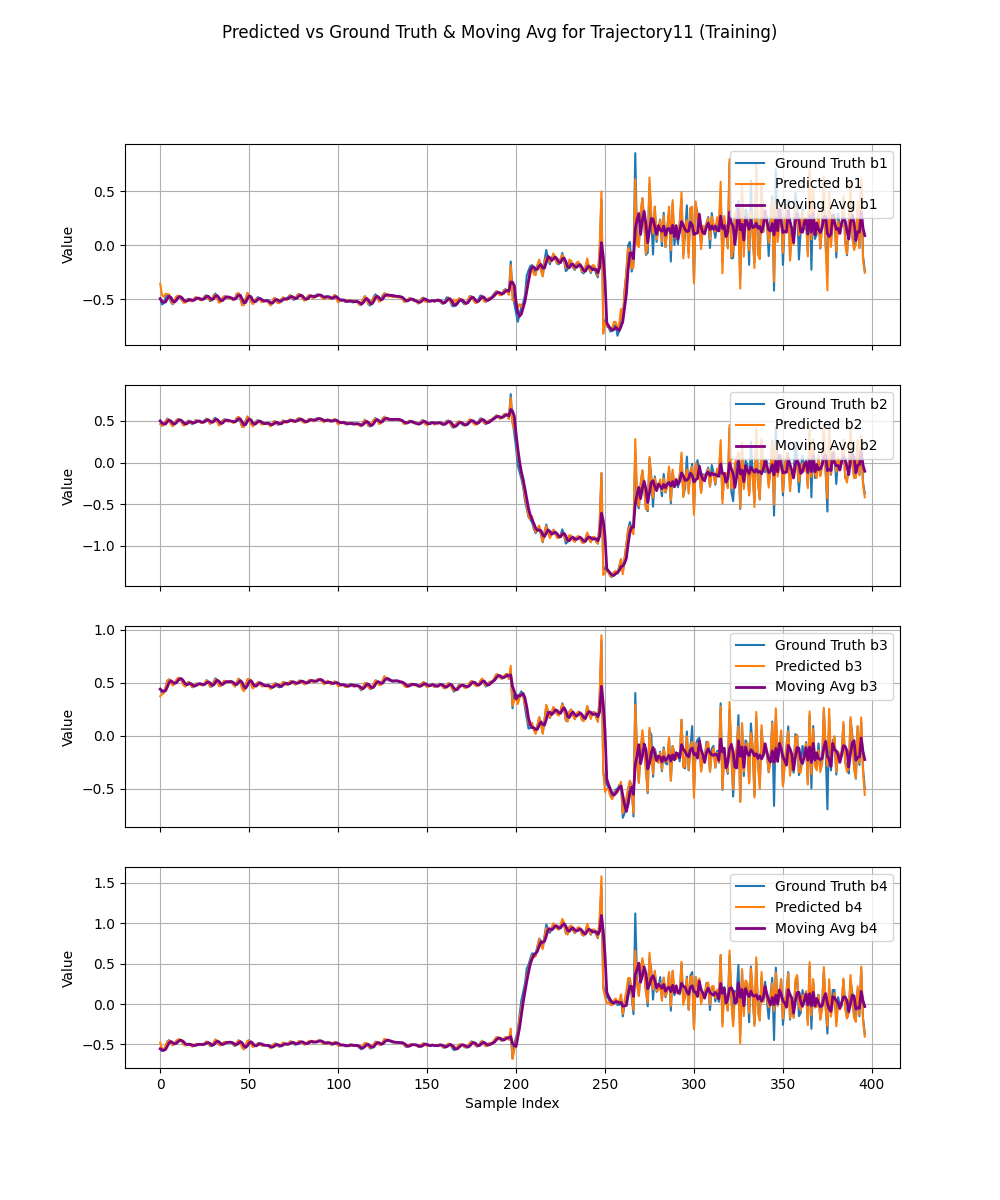 Predicted vs Ground Truth & Moving Avg for Trajectory11 (Training)
Value
0.5
0.0
−0.5
Ground Truth b1
Predicted b1
Moving Avg b1
Value
0.5
0.0
−0.5
−1.0
Ground Truth b2
Predicted b2
Moving Avg b2
Value
1.0
0.5
0.0
−0.5
Ground Truth b3
Predicted b3
Moving Avg b3
Value
1.5
1.0
0.5
0.0
−0.5
Ground Truth b4
Predicted b4
Moving Avg b4
0 50 100 150 200 250 300 350 400
Sample Index